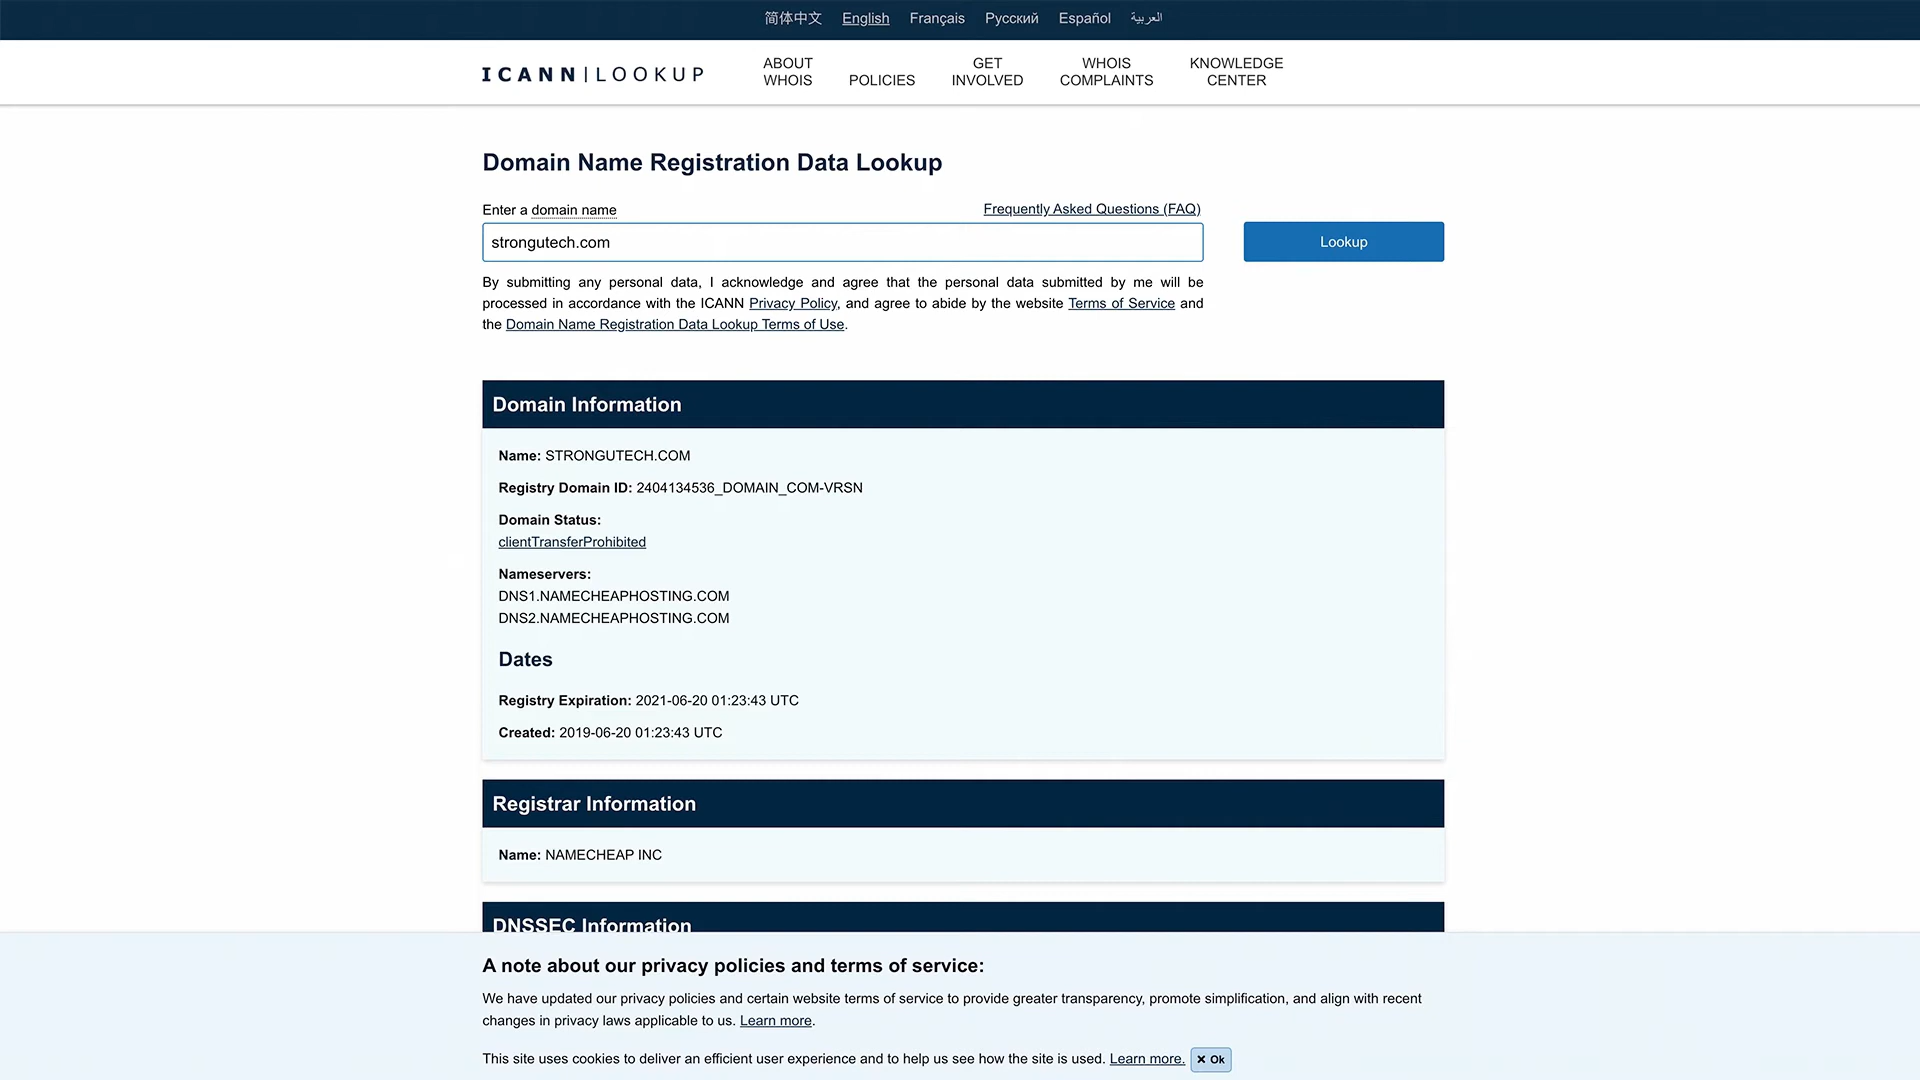 简体中文 English Français Русский Español العربية
ICANN|LOOKUP
ABOUT WHOIS
POLICIES
GET INVOLVED
WHOIS COMPLAINTS
KNOWLEDGE CENTER
Domain Name Registration Data Lookup
Enter a domain name
Frequently Asked Questions (FAQ)
strongutech.com
Lookup
By submitting any personal data, I acknowledge and agree that the personal data submitted by me will be
processed in accordance with the ICANN Privacy Policy, and agree to abide by the website Terms of Service and
the Domain Name Registration Data Lookup Terms of Use.
Domain Information
Name: STRONGUTECH.COM
Registry Domain ID: 2404134536_DOMAIN_COM-VRSN
Domain Status:
clientTransferProhibited
Nameservers:
DNS1.NAMECHEAPHOSTING.COM
DNS2.NAMECHEAPHOSTING.COM
Dates
Registry Expiration: 2021-06-20 01:23:43 UTC
Created: 2019-06-20 01:23:43 UTC
Registrar Information
Name: NAMECHEAP INC
DNSSEC Information
A note about our privacy policies and terms of service:
We have updated our privacy policies and certain website terms of service to provide greater transparency, promote simplification, and align with recent
changes in privacy laws applicable to us. Learn more.
This site uses cookies to deliver an efficient user experience and to help us see how the site is used. Learn more. × Ok